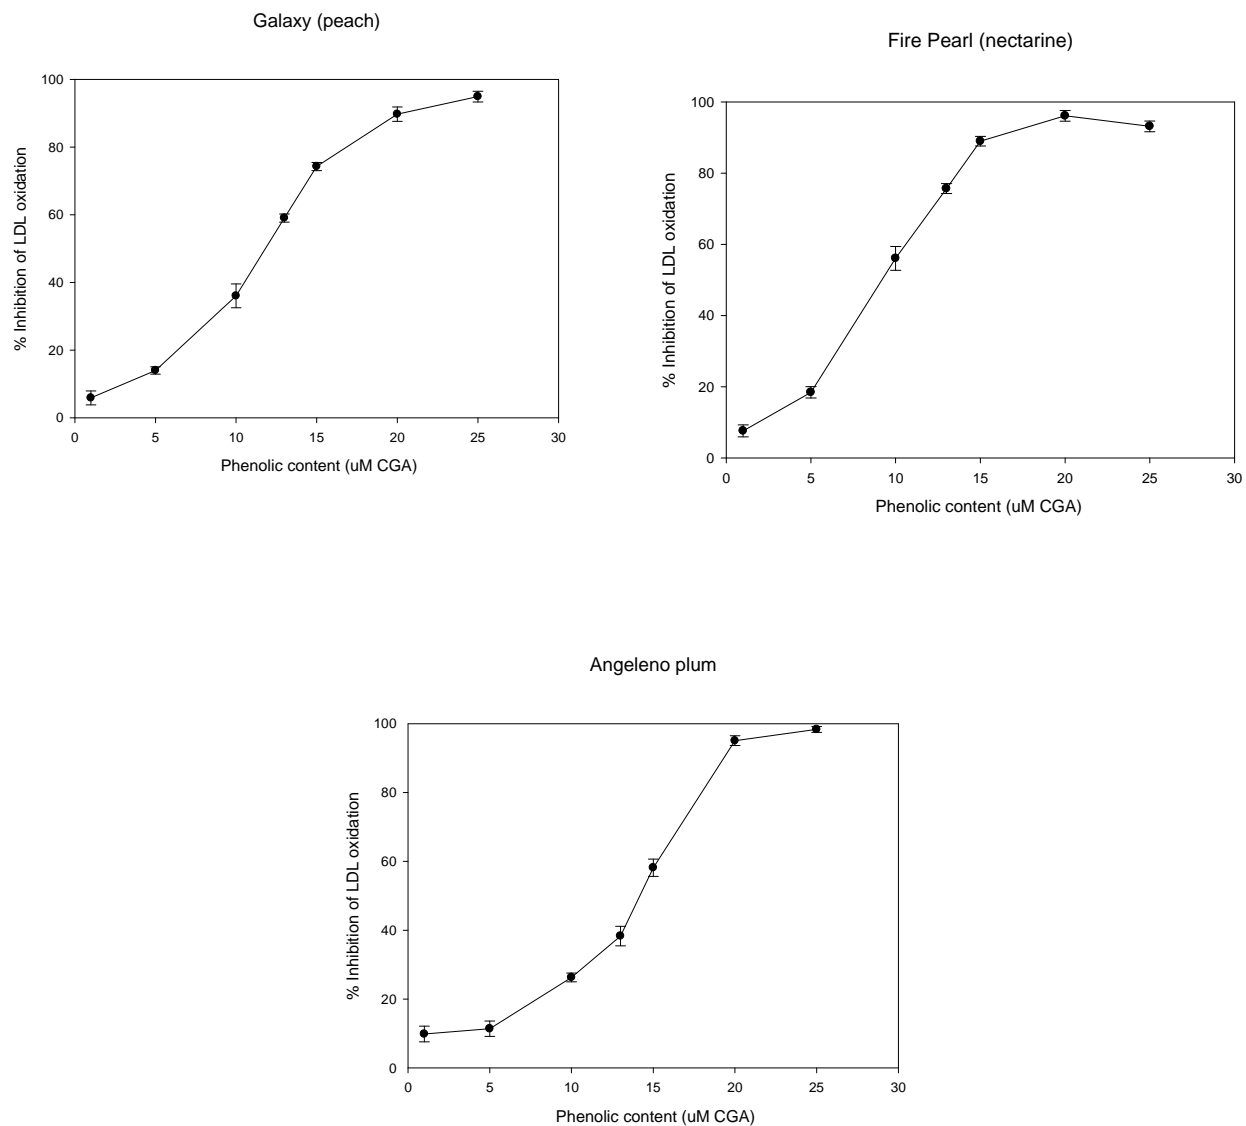 Galaxy (peach)
100
80
60
40
20
0
% Inhibition of LDL oxidation
0 5 10 15 20 25 30
Phenolic content (uM CGA)
Fire Pearl (nectarine)
100
80
60
40
20
0
% Inhibition of LDL oxidation
0 5 10 15 20 25 30
Phenolic content (uM CGA)
Angeleno plum
100
80
60
40
20
0
% Inhibition of LDL oxidation
0 5 10 15 20 25 30
Phenolic content (uM CGA)